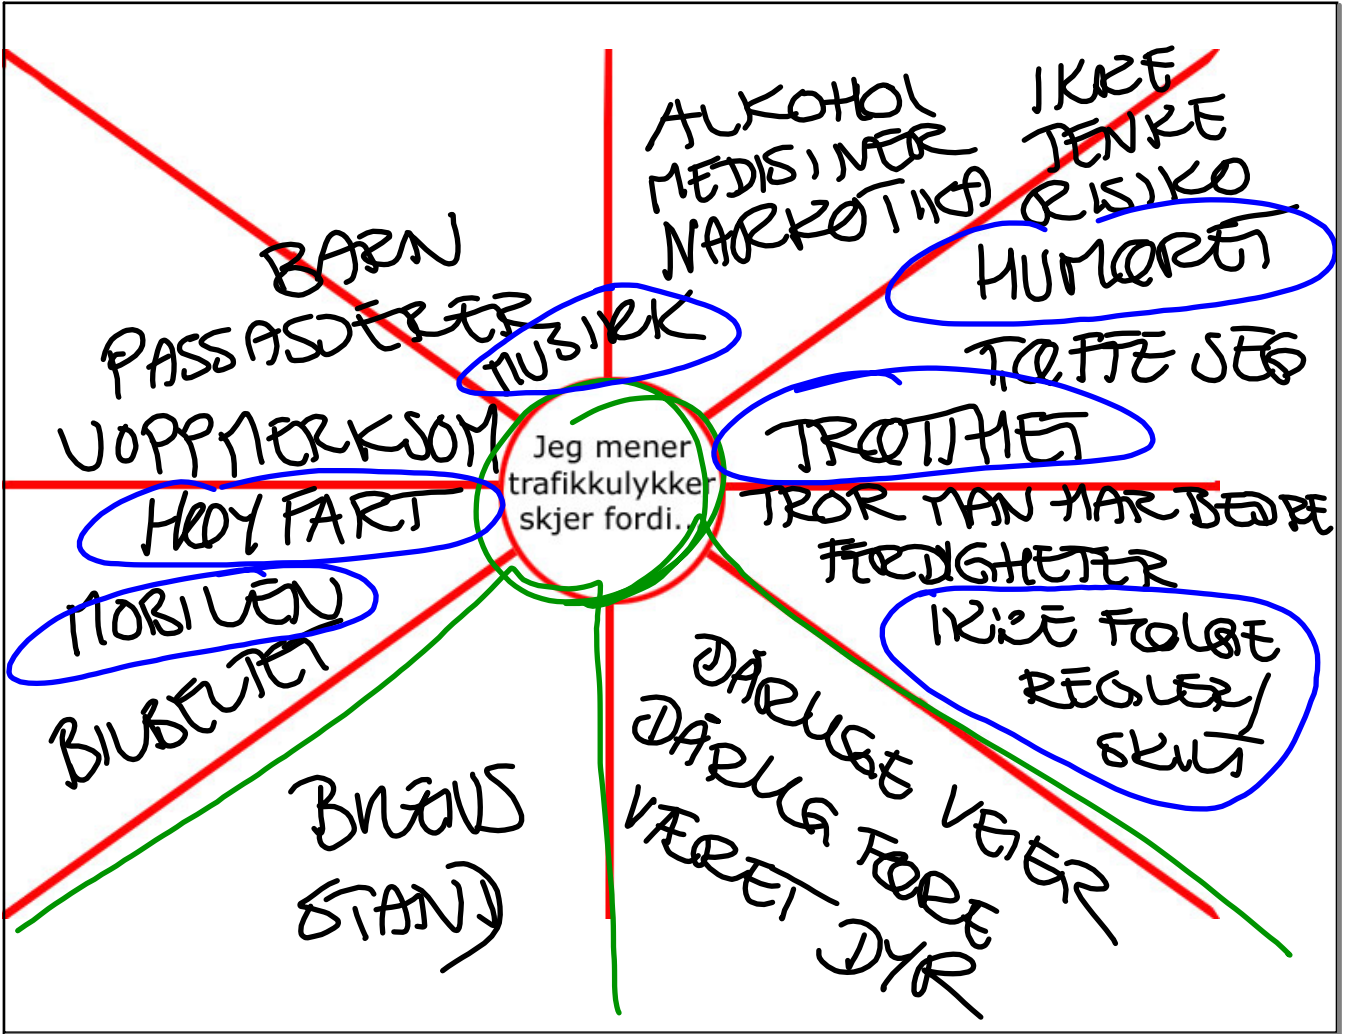 ALKOHOL
MEDISINER
NARKOTIKA
IKKE
TENKE
RISIKO
HUMØRET
TØFFE SEG
TRØTTHET
TROR MAN HAR BEDRE
FERDIGHETER
IKKE FØLGE
REGLER/
SKILT
DÅRLIGE VEIER
DÅRLIG FØRE
VÆRET DYR
BILENS
STAND
BILBELTET
MOBILEN
HØY FART
UOPPMERKSOM
PASSASJERER
BARN
MUSIKK
Jeg mener
trafikkulykker
skjer fordi..